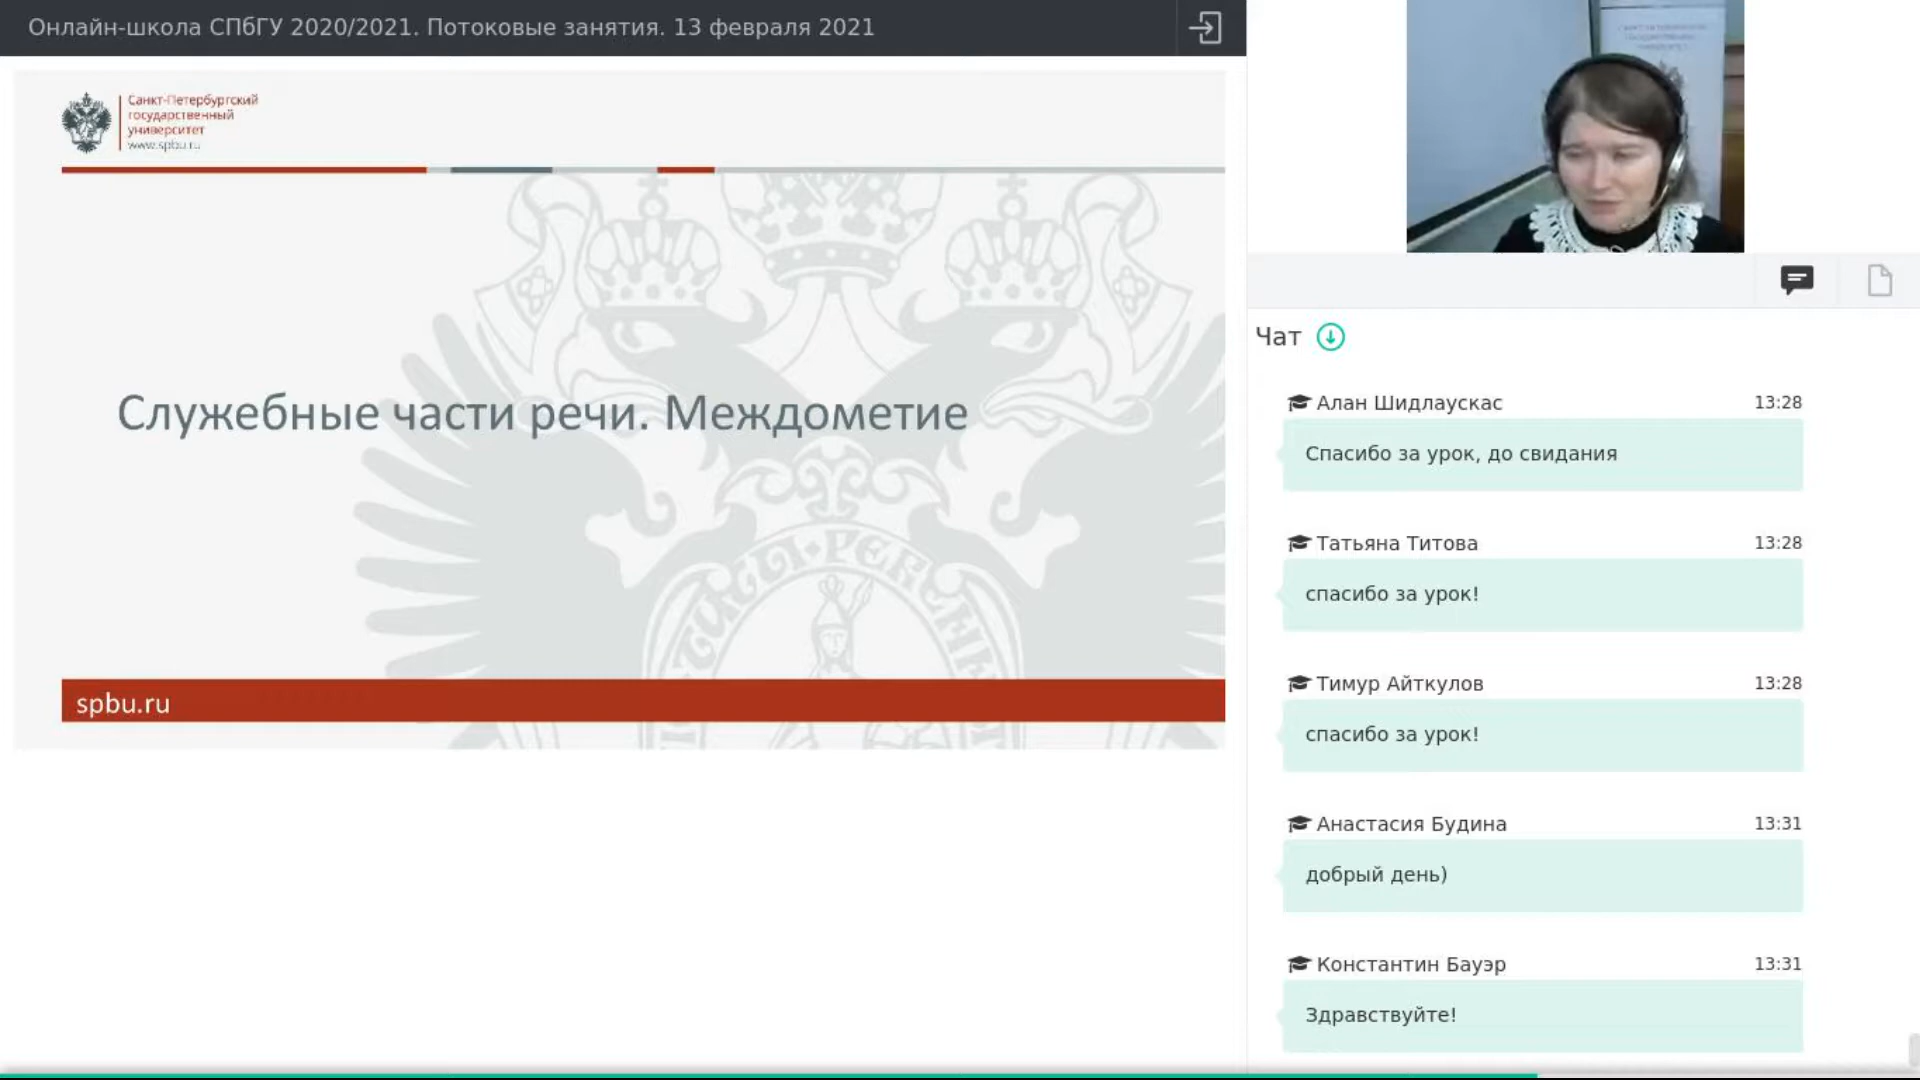 Онлайн-школа СПбГУ 2020/2021. Потоковые занятия. 13 февраля 2021
Санкт-Петербургский
государственный
университет
www.spbu.ru
Служебные части речи. Междометие
spbu.ru
Чат
Алан Шидлаускас 13:28
Спасибо за урок, до свидания
Татьяна Титова 13:28
спасибо за урок!
Тимур Айткулов 13:28
спасибо за урок!
Анастасия Будина 13:31
добрый день)
Константин Бауэр 13:31
Здравствуйте!